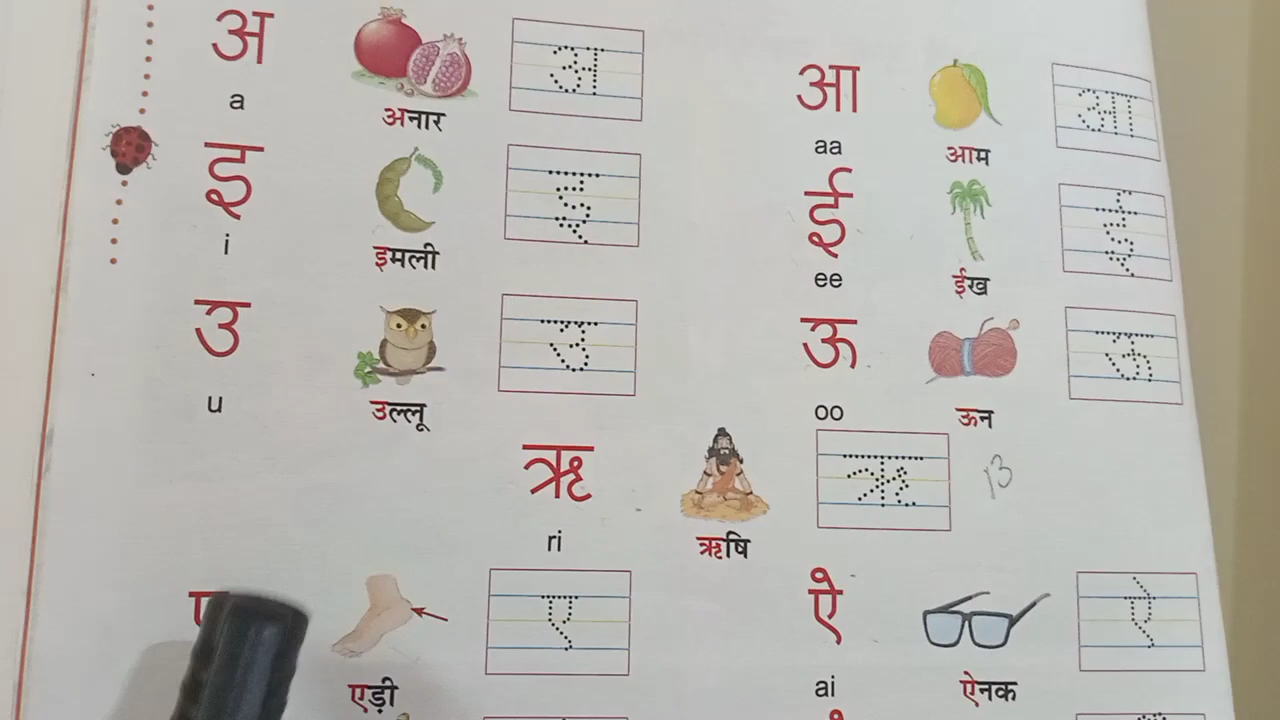 अ अनार अ
a
आ आम आ
aa
इ इमली इ
i
ई ईख ई
ee
उ उल्लू उ
u
ऊ ऊन ऊ
oo
ऋ ऋषि ऋ 13
ri
एड़ी ए
ऐ ऐनक ऐ
ai